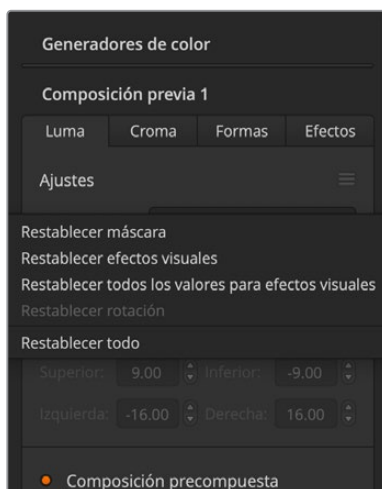 Generadores de color
Composición previa 1
Luma Croma Formas Efectos
Ajustes
Restablecer máscara
Restablecer efectos visuales
Restablecer todos los valores para efectos visuales
Restablecer rotación
Restablecer todo
Superior: 9.00 Inferior: -9.00
Izquierda: -16.00 Derecha: 16.00
Composición precompuesta